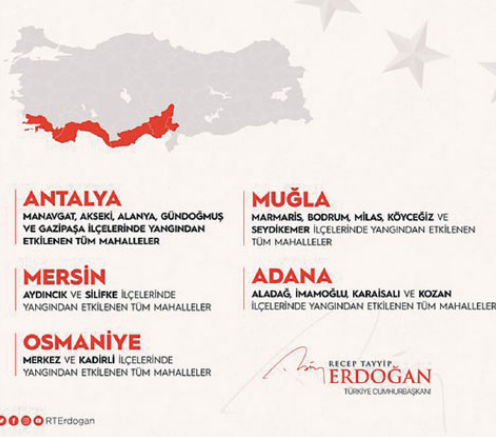 ANTALYA
MANAVGAT, AKSEKİ, ALANYA, GÜNDOĞMUŞ
VE GAZİPAŞA İLÇELERİNDE YANGINDAN
ETKİLENEN TÜM MAHALLELER
MUĞLA
MARMARİS, BODRUM, MİLAS, KÖYCEĞİZ VE
SEYDİKEMER İLÇELERİNDE YANGINDAN ETKİLENEN
TÜM MAHALLELER
MERSİN
AYDINCIK VE SİLİFKE İLÇELERİNDE
YANGINDAN ETKİLENEN TÜM MAHALLELER
ADANA
ALADAĞ, İMAMOĞLU, KARAİSALI VE KOZAN
İLÇELERİNDE YANGINDAN ETKİLENEN TÜM MAHALLELER
OSMANİYE
MERKEZ VE KADİRLİ İLÇELERİNDE
YANGINDAN ETKİLENEN TÜM MAHALLELER
RECEP TAYYİP
ERDOĞAN
TÜRKİYE CUMHURBAŞKANI
RTErdogan